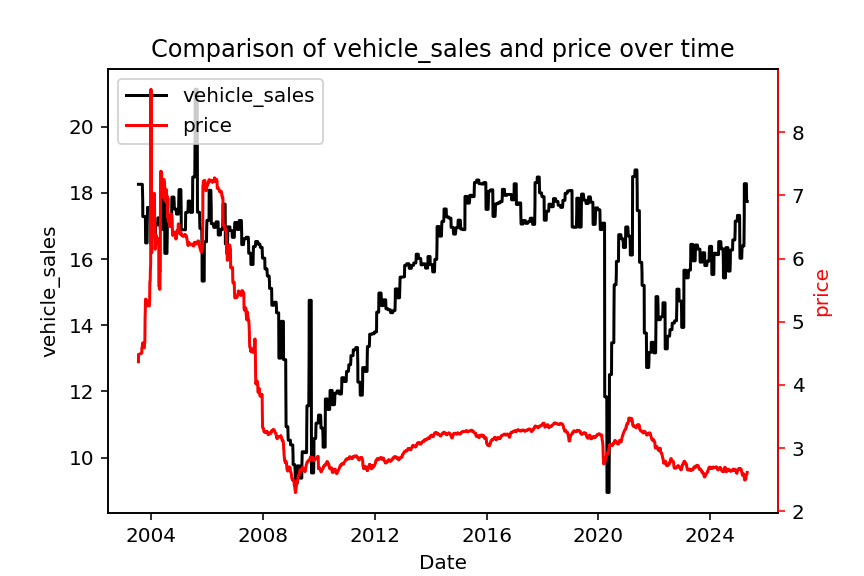 Comparison of vehicle_sales and price over time
vehicle_sales
price
20
18
16
14
12
10
vehicle_sales
8
7
6
5
4
3
2
price
2004 2008 2012 2016 2020 2024
Date